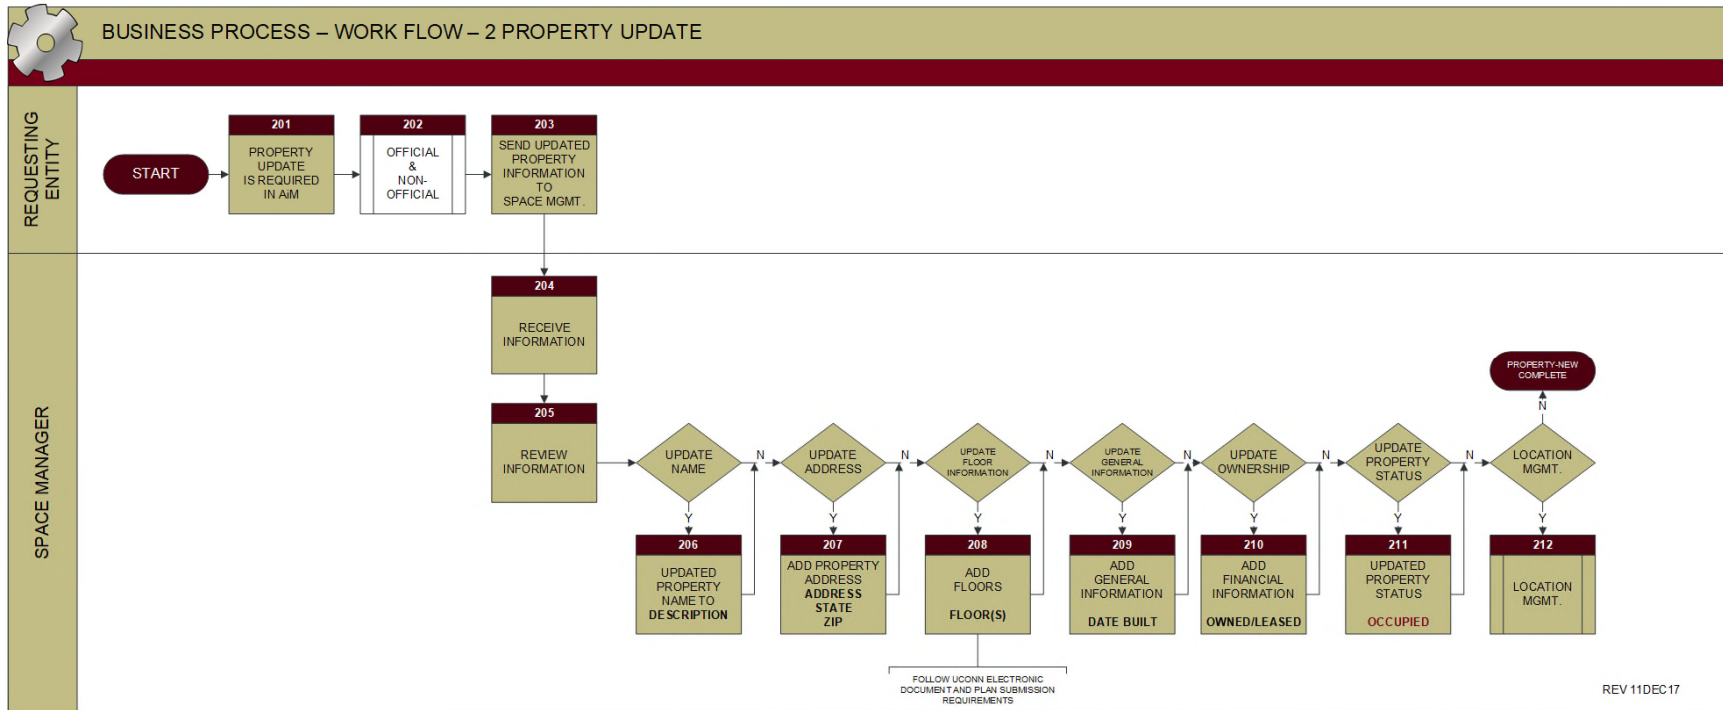 BUSINESS PROCESS – WORK FLOW – 2 PROPERTY UPDATE
REQUESTING
ENTITY
START
201
PROPERTY
UPDATE
IS REQUIRED
IN AiM
202
OFFICIAL
&
NON-
OFFICIAL
203
SEND UPDATED
PROPERTY
INFORMATION
TO
SPACE MGMT.
SPACE MANAGER
204
RECEIVE
INFORMATION
205
REVIEW
INFORMATION
UPDATE
NAME
N
Y
206
UPDATED
PROPERTY
NAME TO
DESCRIPTION
UPDATE
ADDRESS
N
Y
207
ADD PROPERTY
ADDRESS
ADDRESS
STATE
ZIP
UPDATE
FLOOR
INFORMATION
N
Y
208
ADD
FLOORS
FLOOR(S)
FOLLOW UCONN ELECTRONIC
DOCUMENT AND PLAN SUBMISSION
REQUIREMENTS
UPDATE
GENERAL
INFORMATION
N
Y
209
ADD
GENERAL
INFORMATION
DATE BUILT
UPDATE
OWNERSHIP
N
Y
210
ADD
FINANCIAL
INFORMATION
OWNED/LEASED
UPDATE
PROPERTY
STATUS
N
Y
211
UPDATED
PROPERTY
STATUS
OCCUPIED
LOCATION
MGMT.
N
PROPERTY-NEW
COMPLETE
Y
212
LOCATION
MGMT.
REV 11DEC17